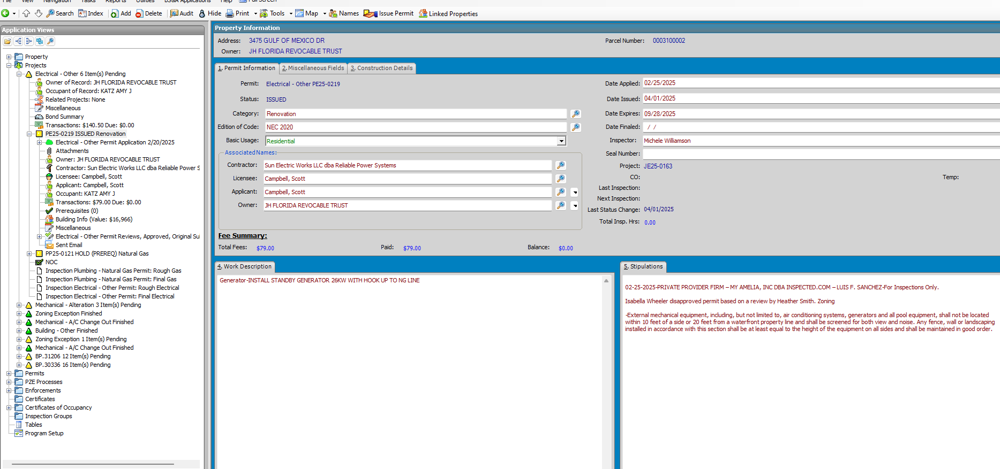 File View Navigation Tasks Reports Utilities BS&A Applications Help Full Screen
Search Index Add Delete Audit Hide Print Tools Map Names Issue Permit Linked Properties
Application Views
Property
Projects
Electrical - Other 6 Item(s) Pending
Owner of Record: JH FLORIDA REVOCABLE TRUST
Occupant of Record: KATZ AMY J
Related Projects: None
Miscellaneous
Bond Summary
Transactions: $140.50 Due: $0.00
PE25-0219 ISSUED Renovation
Electrical - Other Permit Application 2/20/2025
Attachments
Owner: JH FLORIDA REVOCABLE TRUST
Contractor: Sun Electric Works LLC dba Reliable Power S
Licensee: Campbell, Scott
Applicant: Campbell, Scott
Occupant: KATZ AMY J
Transactions: $79.00 Due: $0.00
Prerequisites (0)
Building Info (Value: $16,966)
Miscellaneous
Electrical - Other Permit Reviews, Approved, Original Su
Sent Email
PP25-0121 HOLD (PREREQ) Natural Gas
NOC
Inspection Plumbing - Natural Gas Permit: Rough Gas
Inspection Plumbing - Natural Gas Permit: Final Gas
Inspection Electrical - Other Permit: Rough Electrical
Inspection Electrical - Other Permit: Final Electrical
Mechanical - Alteration 3 Item(s) Pending
Zoning Exception Finished
Mechanical - A/C Change Out Finished
Building - Other Finished
Zoning Exception 1 Item(s) Pending
Mechanical - A/C Change Out Finished
BP.31206 12 Item(s) Pending
BP.30336 16 Item(s) Pending
Permits
PZE Processes
Enforcements
Certificates
Certificates of Occupancy
Inspection Groups
Tables
Program Setup
Property Information
Address: 3475 GULF OF MEXICO DR
Parcel Number: 0003100002
Owner: JH FLORIDA REVOCABLE TRUST
1. Permit Information 2. Miscellaneous Fields 3. Construction Details
Permit: Electrical - Other PE25-0219
Status: ISSUED
Category: Renovation
Edition of Code: NEC 2020
Basic Usage: Residential
Associated Names:
Contractor: Sun Electric Works LLC dba Reliable Power Systems
Licensee: Campbell, Scott
Applicant: Campbell, Scott
Owner: JH FLORIDA REVOCABLE TRUST
Date Applied: 02/25/2025
Date Issued: 04/01/2025
Date Expires: 09/28/2025
Date Finaled: / /
Inspector: Michele Williamson
Seal Number:
Project: JE25-0163
CO: Temp:
Last Inspection:
Next Inspection:
Last Status Change: 04/01/2025
Total Insp. Hrs: 0.00
Fee Summary:
Total Fees: $79.00 Paid: $79.00 Balance: $0.00
4. Work Description
Generator-INSTALL STANDBY GENERATOR 26KW WITH HOOK UP TO NG LINE
5. Stipulations
02-25-2025-PRIVATE PROVIDER FIRM – MY AMELIA, INC DBA INSPECTED.COM – LUIS F. SANCHEZ-For Inspections Only.
Isabella Wheeler disapproved permit based on a review by Heather Smith. Zoning
-External mechanical equipment, including, but not limited to, air conditioning systems, generators and all pool equipment, shall not be located
within 10 feet of a side or 20 feet from a waterfront property line and shall be screened for both view and noise. Any fence, wall or landscaping
installed in accordance with this section shall be at least equal to the height of the equipment on all sides and shall be maintained in good order.